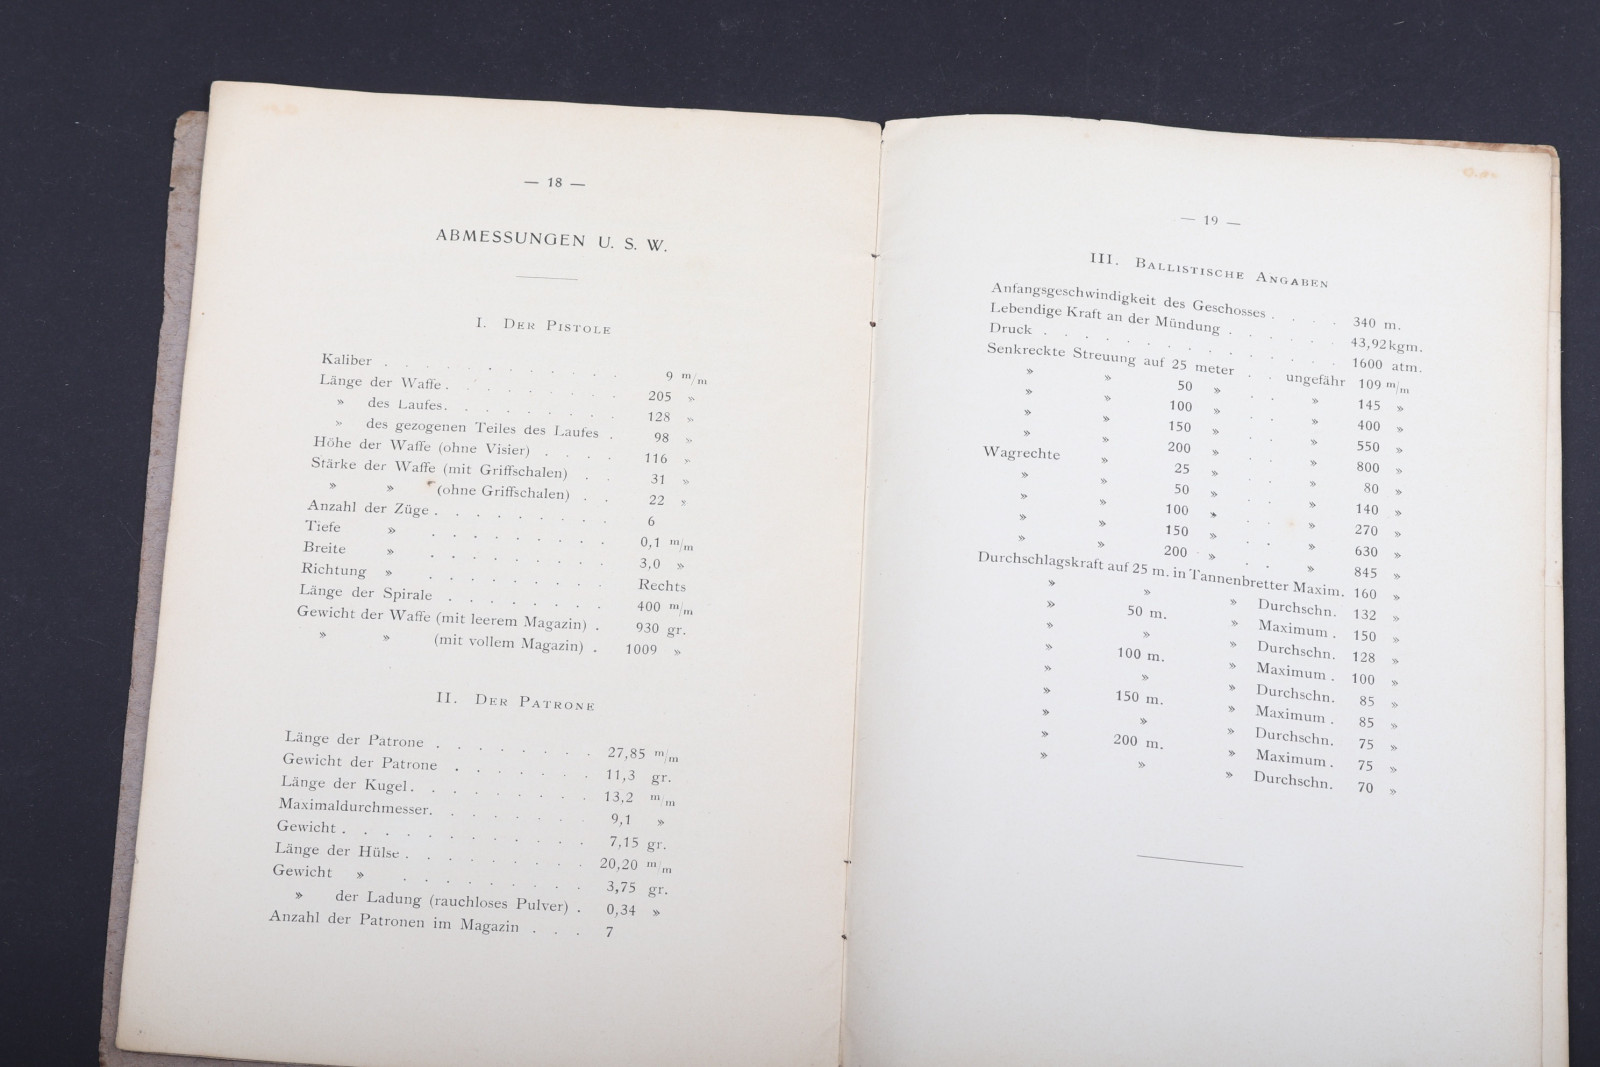 — 18 —
ABMESSUNGEN U. S. W.
I. DER PISTOLE
Kaliber . . . . . . . . . . . . 9 m/m
Länge der Waffe . . . . . . . . 205 »
» des Laufes. . . . . . . . . 128 »
» des gezogenen Teiles des Laufes . 98 »
Höhe der Waffe (ohne Visier) . . . . 116 »
Stärke der Waffe (mit Griffschalen) . . 31 »
» » (ohne Griffschalen) . . 22 »
Anzahl der Züge . . . . . . . . . 6
Tiefe » . . . . . . . . . 0,1 m/m
Breite » . . . . . . . . . 3,0 »
Richtung » . . . . . . . . . Rechts
Länge der Spirale . . . . . . . . 400 m/m
Gewicht der Waffe (mit leerem Magazin) . 930 gr.
» » (mit vollem Magazin) . 1009 »
II. DER PATRONE
Länge der Patrone . . . . . . . . 27,85 m/m
Gewicht der Patrone . . . . . . . 11,3 gr.
Länge der Kugel . . . . . . . . . 13,2 m/m
Maximaldurchmesser. . . . . . . . 9,1 »
Gewicht . . . . . . . . . . . . 7,15 gr.
Länge der Hülse . . . . . . . . . 20,20 m/m
Gewicht » . . . . . . . . . 3,75 gr.
» der Ladung (rauchloses Pulver) . 0,34 »
Anzahl der Patronen im Magazin . . . 7
— 19 —
III. BALLISTISCHE ANGABEN
Anfangsgeschwindigkeit des Geschosses . . . . 340 m.
Lebendige Kraft an der Mündung . . . . . . 43,92 kgm.
Druck . . . . . . . . . . . . . 1600 atm.
Senkreckte Streuung auf 25 meter . . ungefähr 109 m/m
» » 50 » . . » 145 »
» » 100 » . . » 400 »
» » 150 » . . » 550 »
» » 200 » . . » 800 »
Wagrechte » 25 » . . » 80 »
» » 50 » . . » 140 »
» » 100 » . . » 270 »
» » 150 » . . » 630 »
» » 200 » . . » 845 »
Durchschlagskraft auf 25 m. in Tannenbretter Maxim. 160 »
» » » Durchschn. 132 »
» 50 m. » Maximum . 150 »
» » » Durchschn. 128 »
» 100 m. » Maximum . 100 »
» » » Durchschn. 85 »
» 150 m. » Maximum . 85 »
» » » Durchschn. 75 »
» 200 m. » Maximum . 75 »
» » » Durchschn. 70 »